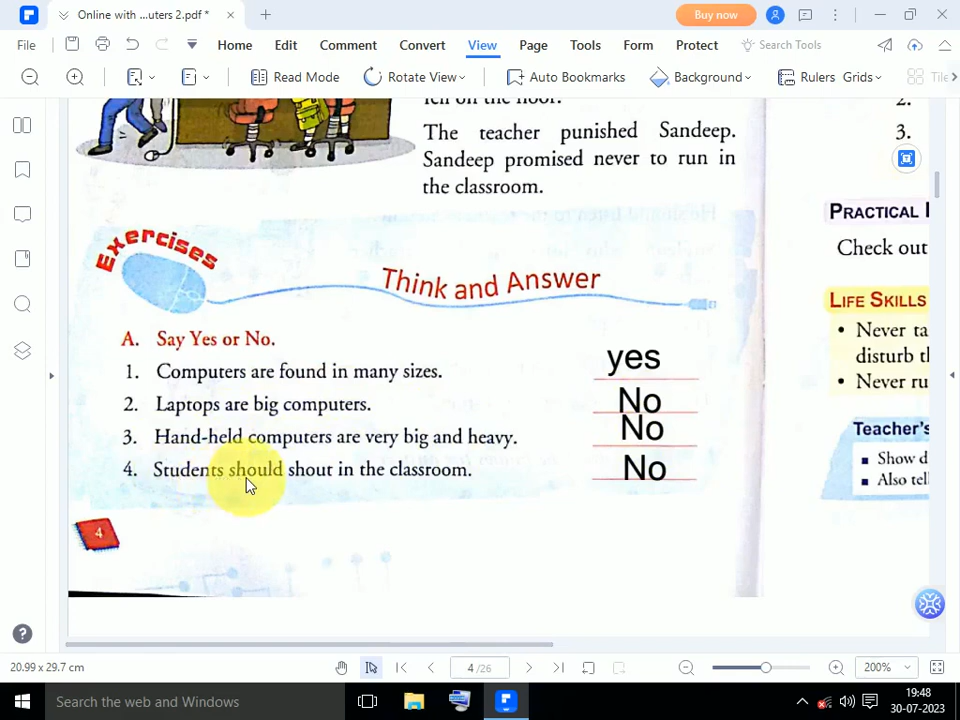 Online with ...uters 2.pdf *
Buy now
File
Home
Edit
Comment
Convert
View
Page
Tools
Form
Protect
Search Tools
Read Mode
Rotate View
Auto Bookmarks
Background
Rulers
Grids
fell on the floor.
The teacher punished Sandeep.
Sandeep promised never to run in
the classroom.
Exercises
Think and Answer
A. Say Yes or No.
1. Computers are found in many sizes. yes
2. Laptops are big computers. No
3. Hand-held computers are very big and heavy. No
4. Students should shout in the classroom. No
4
2.
3.
PRACTICAL
Check out
LIFE SKILLS
• Never ta
disturb t
• Never ru
Teacher's
Show d
Also tel
20.99 x 29.7 cm
4 /26
200%
Search the web and Windows
19:48
30-07-2023